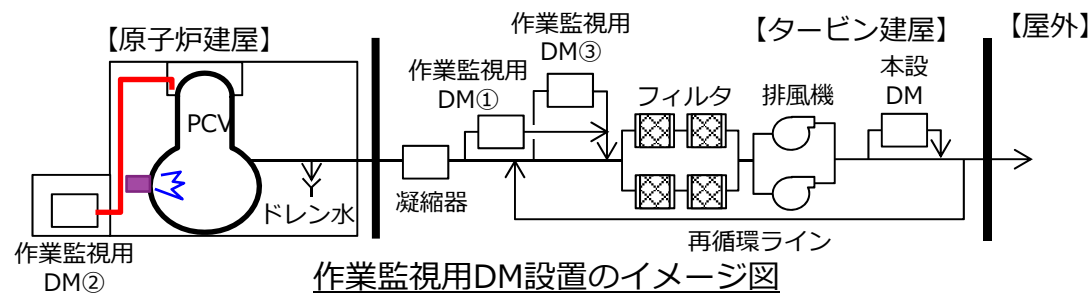 【原子炉建屋】
作業監視用
DM③
【タービン建屋】
【屋外】
作業監視用
DM①
フィルタ
排風機
本設
DM
PCV
ドレン水
凝縮器
再循環ライン
作業監視用
DM②
作業監視用DM設置のイメージ図